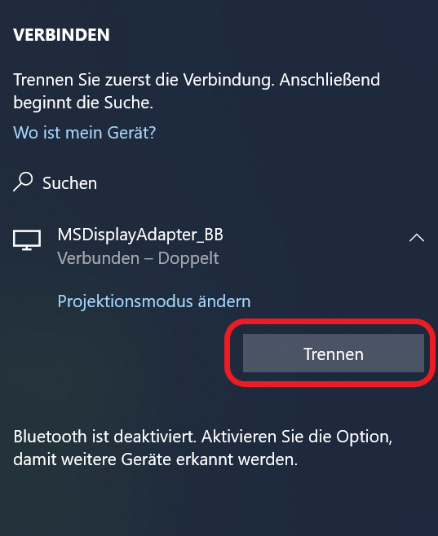 VERBINDEN
Trennen Sie zuerst die Verbindung. Anschließend
beginnt die Suche.
Wo ist mein Gerät?
Suchen
MSDisplayAdapter_BB
Verbunden – Doppelt
Projektionsmodus ändern
Trennen
Bluetooth ist deaktiviert. Aktivieren Sie die Option,
damit weitere Geräte erkannt werden.